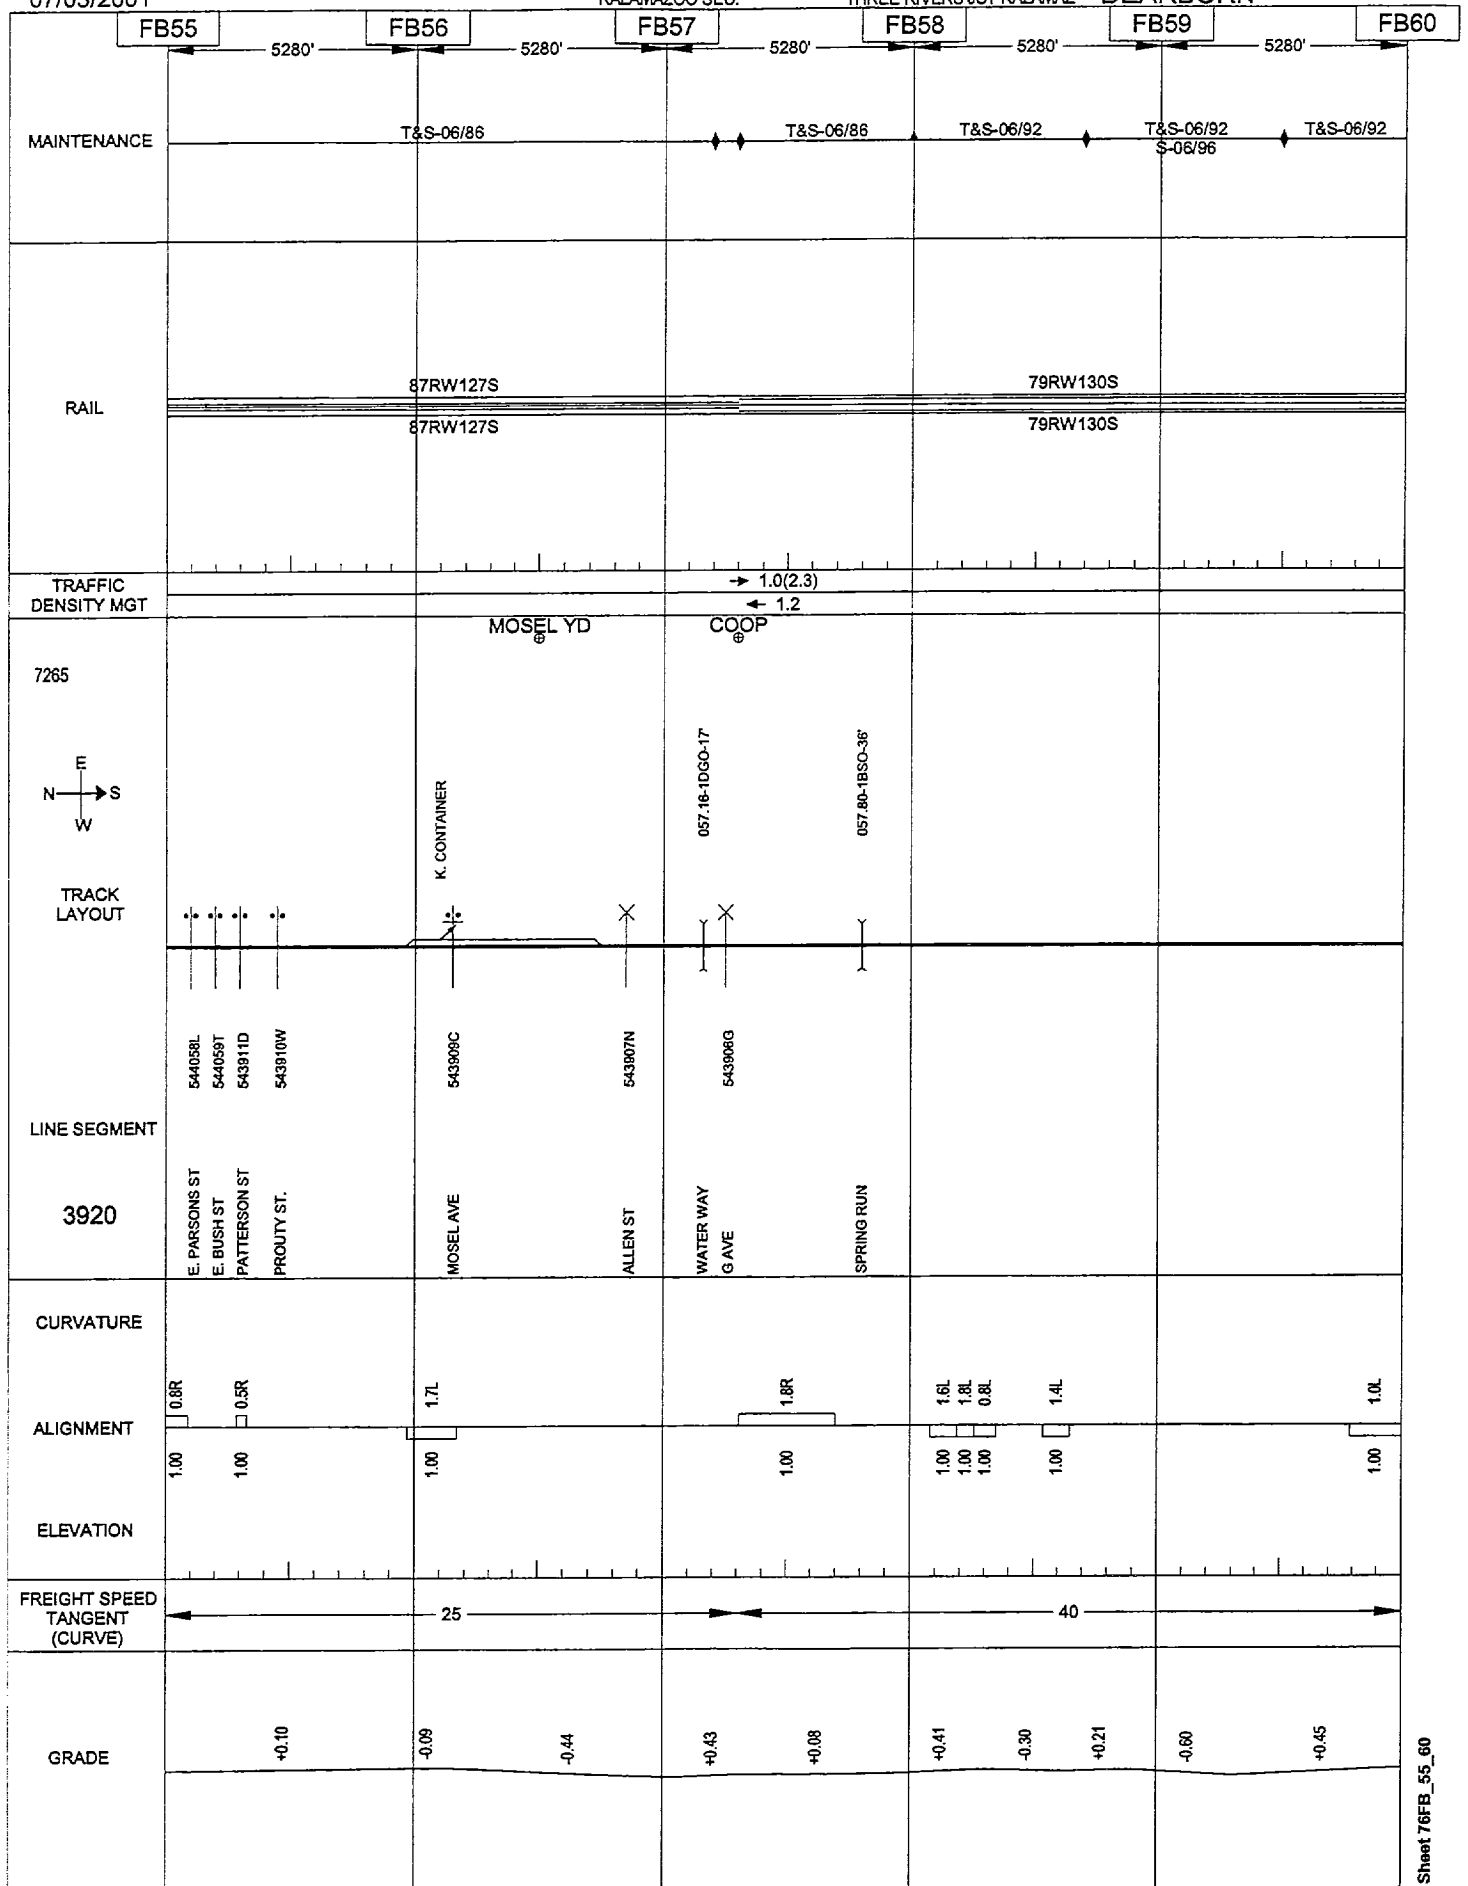 07/05/2001 KALAMAZOO SEC. DEARBORN
FB55 FB56 FB57 FB58 FB59 FB60
5280' 5280' 5280' 5280' 5280'
MAINTENANCE
T&S-06/86 T&S-06/86 T&S-06/92 T&S-06/92 T&S-06/92
S-06/96
87RW127S 79RW130S
RAIL
87RW127S 79RW130S
TRAFFIC
DENSITY MGT
→ 1.0(2.3)
← 1.2
MOSEL YD COOP
7265
E
N S
W
K. CONTAINER
057.16-1DGO-17'
057.80-1BSO-36'
TRACK
LAYOUT
544058L
544059T
543911D
543910W
543909C
543907N
543906G
LINE SEGMENT
3920
E. PARSONS ST
E. BUSH ST
PATTERSON ST
PROUTY ST.
MOSEL AVE
ALLEN ST
WATER WAY
G AVE
SPRING RUN
CURVATURE
0.8R 0.5R 1.7L 1.8R 1.6L 1.8L 0.8L 1.4L 1.0L
ALIGNMENT
1.00 1.00 1.00 1.00 1.00 1.00 1.00 1.00 1.00
ELEVATION
FREIGHT SPEED
TANGENT
(CURVE)
25 40
GRADE
+0.10 -0.09 -0.44 +0.43 +0.08 +0.41 -0.30 +0.21 -0.60 +0.45
Sheet 76FB_55_60